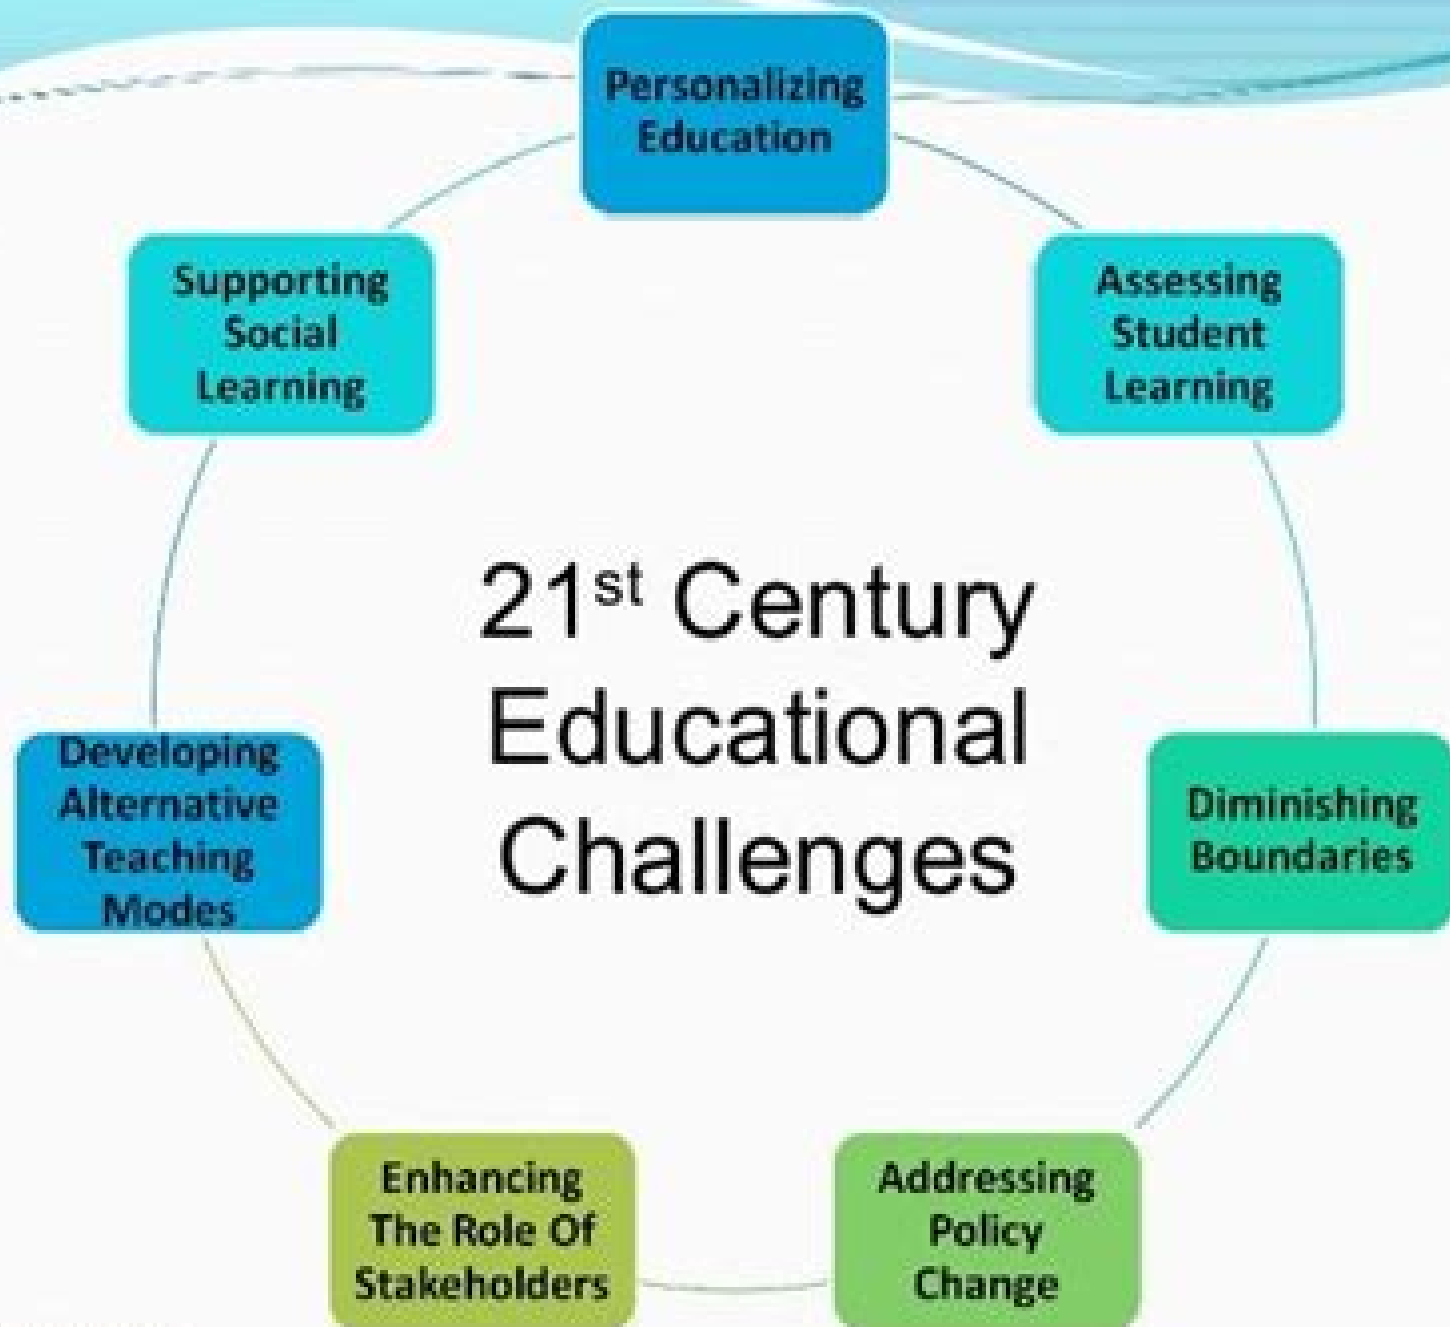 Personalizing
Education
Supporting
Social
Learning
Assessing
Student
Learning
21st Century
Educational
Challenges
Developing
Alternative
Teaching
Modes
Diminishing
Boundaries
Enhancing
The Role Of
Stakeholders
Addressing
Policy
Change